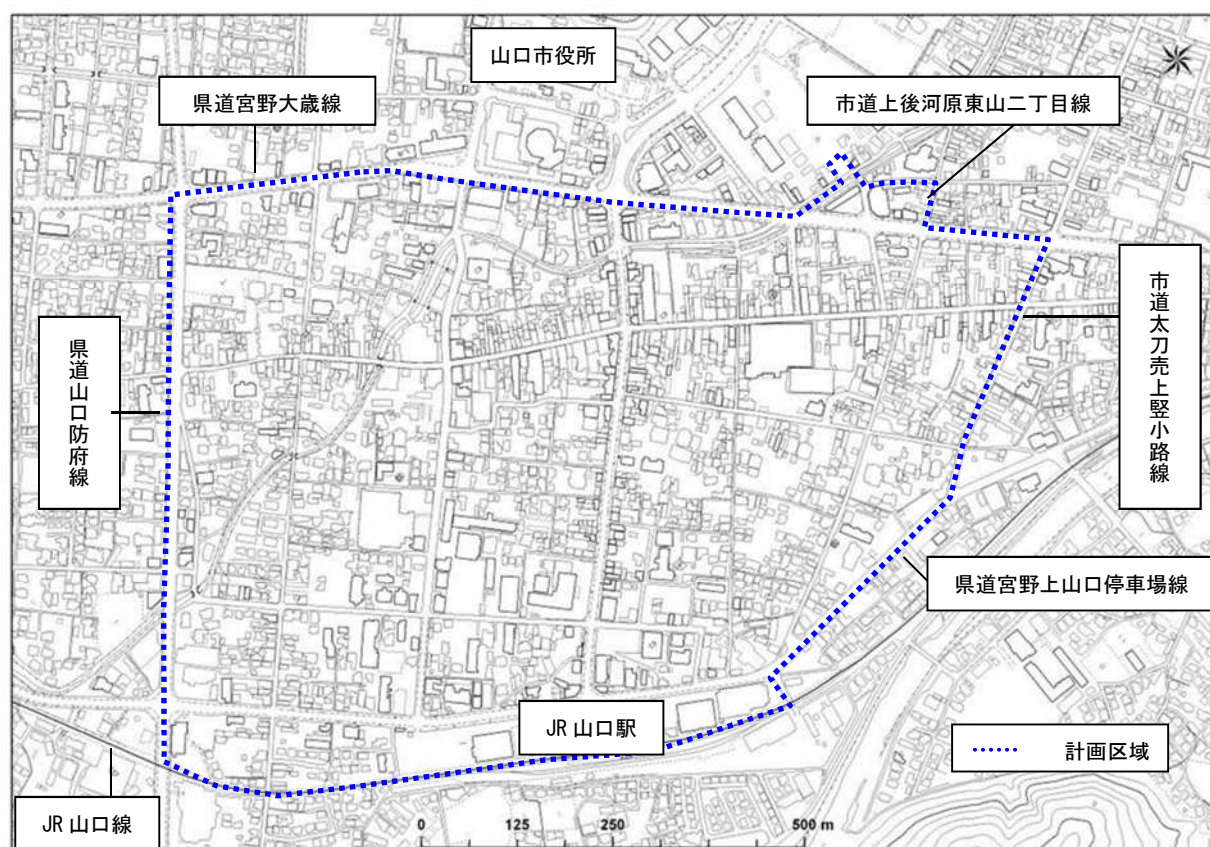 山口市役所
県道宮野大歳線
市道上後河原東山二丁目線
市道太刀売上竪小路線
県道山口防府線
県道宮野上山口停車場線
JR 山口駅
計画区域
JR 山口線
0 125 250 500 m